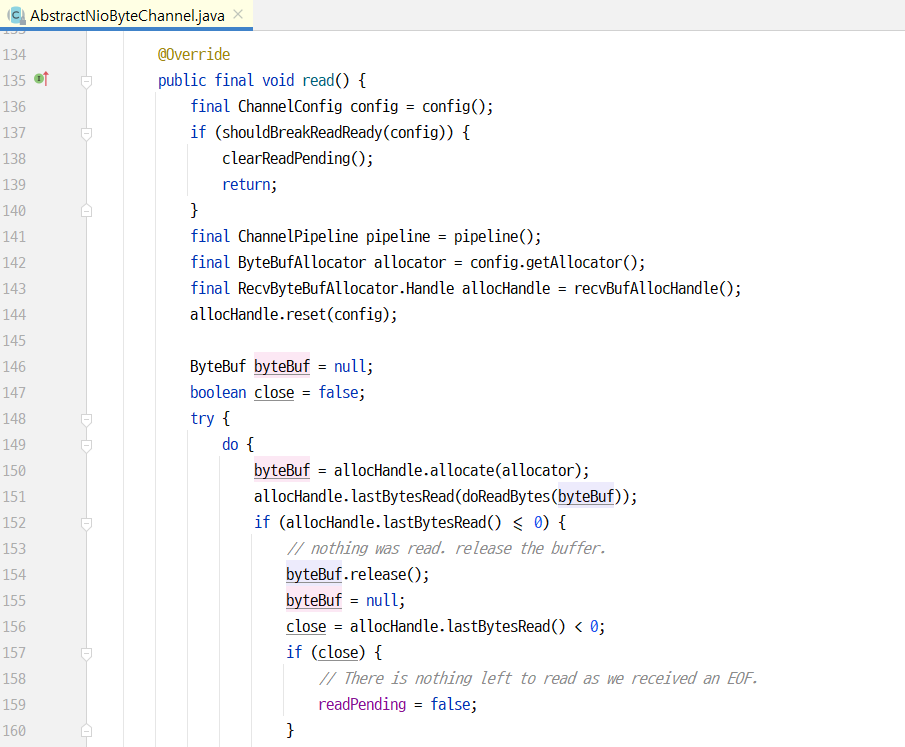 AbstractNioByteChannel.java
134 @Override
135 public final void read() {
136 final ChannelConfig config = config();
137 if (shouldBreakReadReady(config)) {
138 clearReadPending();
139 return;
140 }
141 final ChannelPipeline pipeline = pipeline();
142 final ByteBufAllocator allocator = config.getAllocator();
143 final RecvByteBufAllocator.Handle allocHandle = recvBufAllocHandle();
144 allocHandle.reset(config);
145
146 ByteBuf byteBuf = null;
147 boolean close = false;
148 try {
149 do {
150 byteBuf = allocHandle.allocate(allocator);
151 allocHandle.lastBytesRead(doReadBytes(byteBuf));
152 if (allocHandle.lastBytesRead() ≤ 0) {
153 // nothing was read. release the buffer.
154 byteBuf.release();
155 byteBuf = null;
156 close = allocHandle.lastBytesRead() < 0;
157 if (close) {
158 // There is nothing left to read as we received an EOF.
159 readPending = false;
160 }